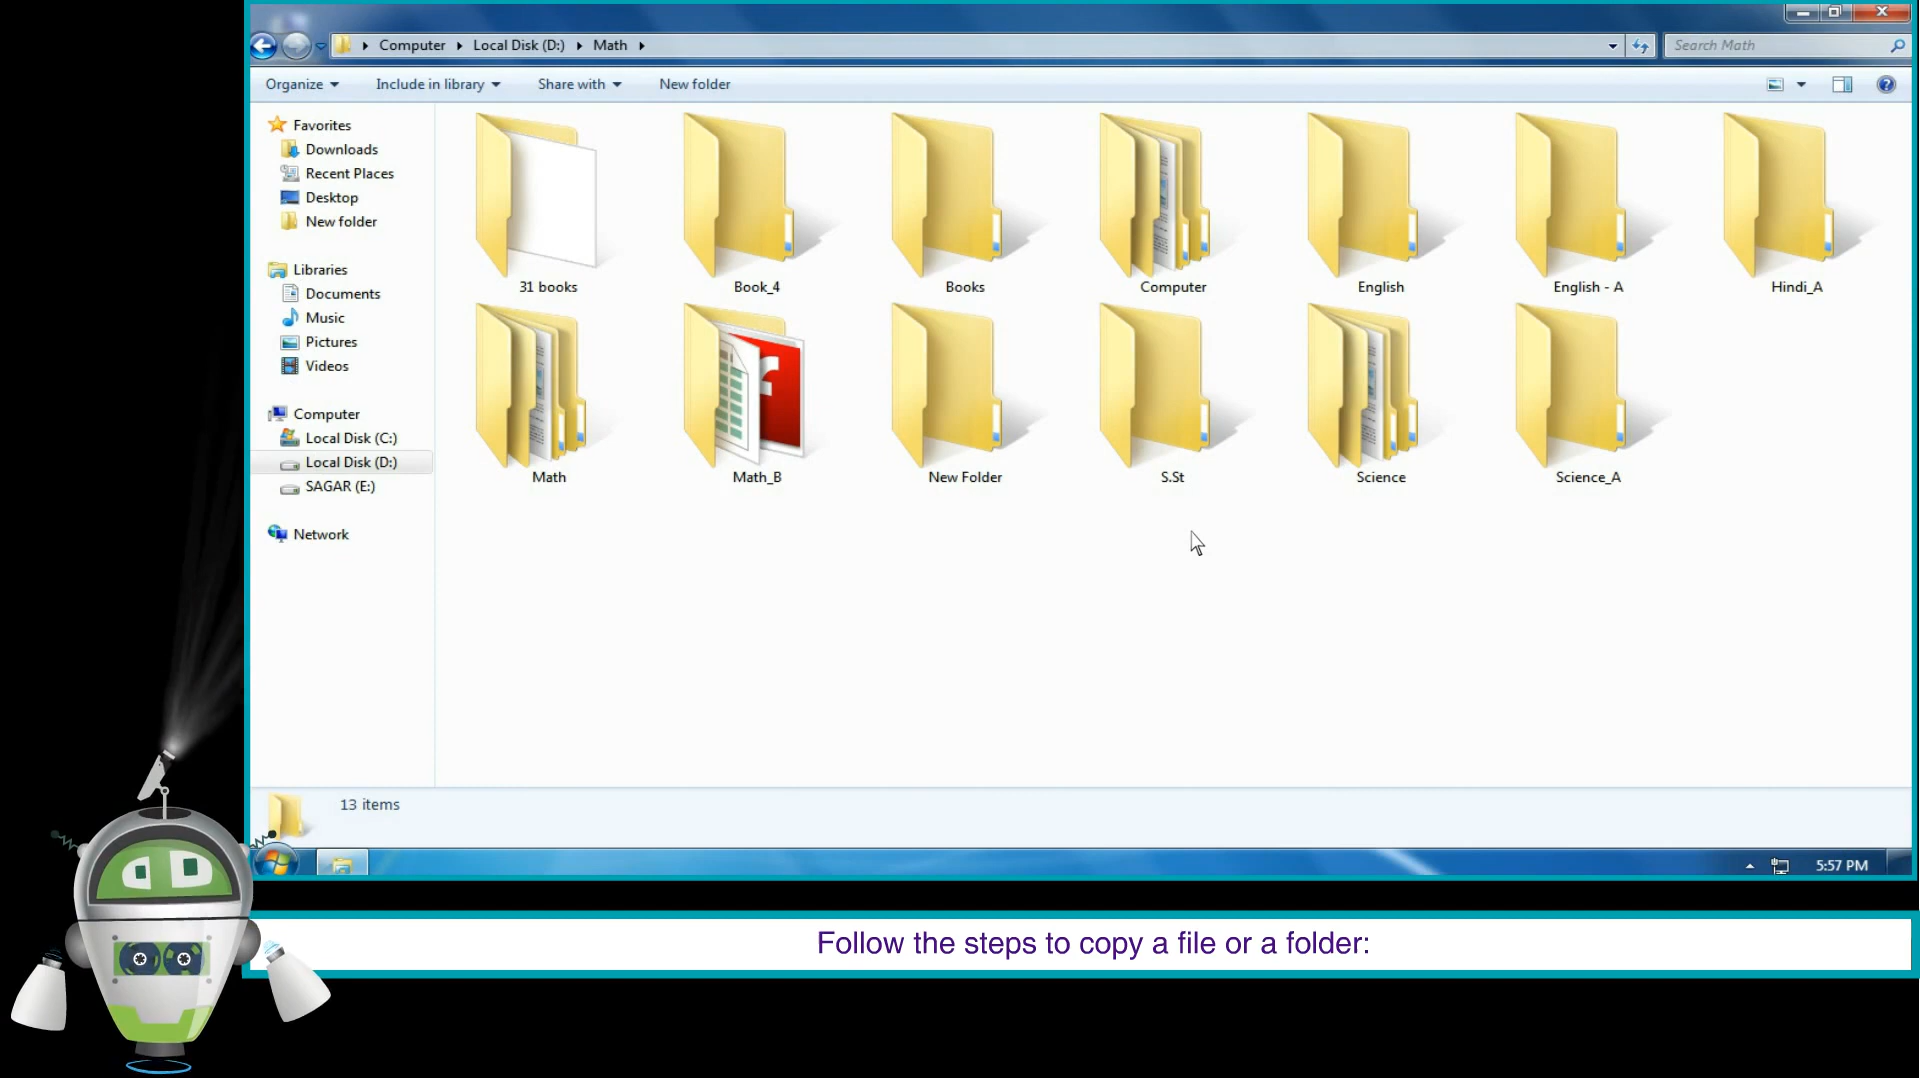 Computer Local Disk (D:) Math
Search Math
Organize Include in library Share with New folder
Favorites
Downloads
Recent Places
Desktop
New folder
Libraries
Documents
Music
Pictures
Videos
Computer
Local Disk (C:)
Local Disk (D:)
SAGAR (E:)
Network
31 books Book_4 Books Computer English English - A Hindi_A
Math Math_B New Folder S.St Science Science_A
13 items
5:57 PM
Follow the steps to copy a file or a folder: